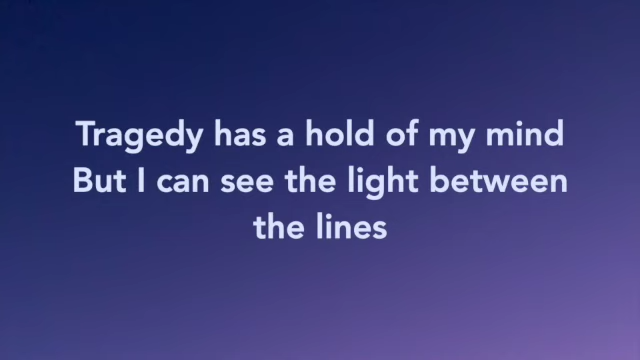 Tragedy has a hold of my mind
But I can see the light between
the lines